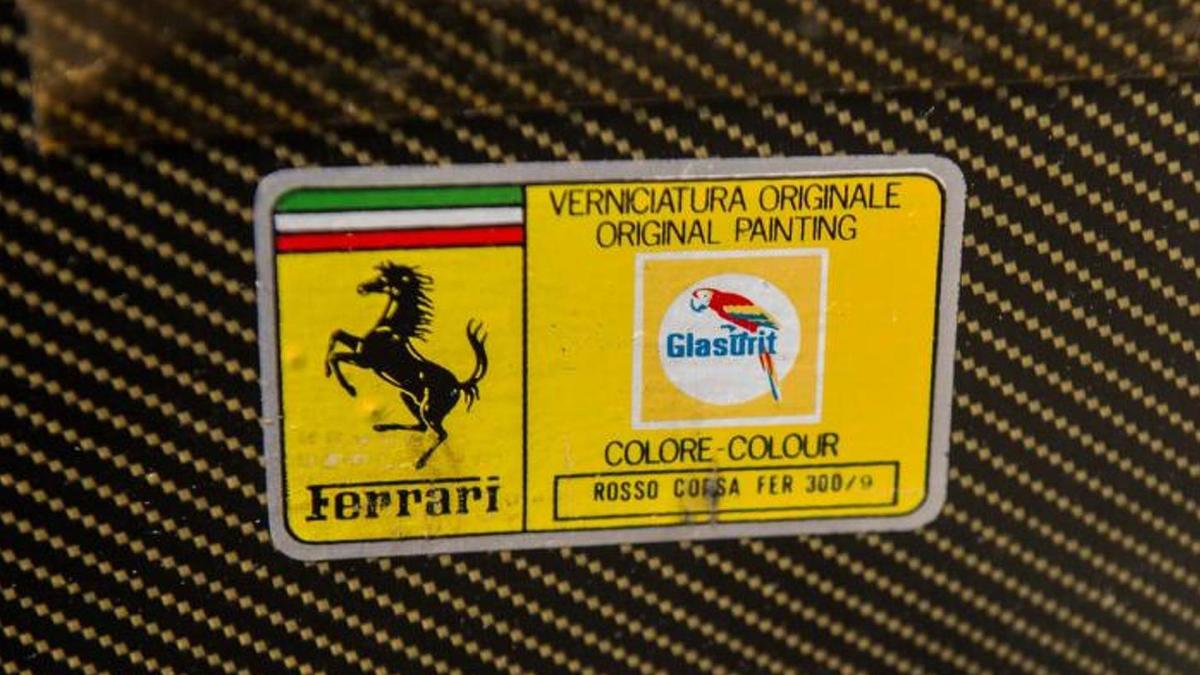 VERNICIATURA ORIGINALE
ORIGINAL PAINTING
Glasurit
COLORE-COLOUR
ROSSO CORSA FER 300/9
Ferrari